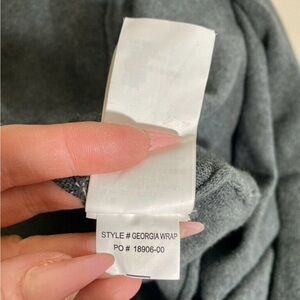 STYLE # GEORGIA WRAP
PO # 18906-00